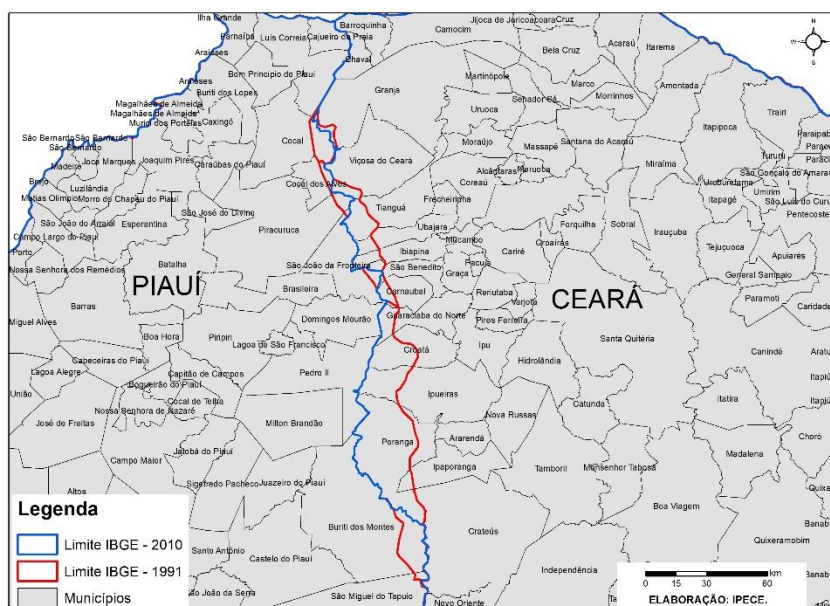 Ilha Grande
Barroquinha
Jijoca de Jaricoacoara
Cruz
Parnaíba
Luís Correia
Cajueiro da Praia
Camocim
Acaraú
Itarema
Araioses
Chaval
Bela Cruz
Bom Princípio do Piauí
Granja
Martinópole
Marco
Amontada
Buriti dos Lopes
Senador Sá
Morrinhos
Magalhães de Almeida
Magalhães de Almeida
Uruoca
Trairi
Murici dos Portelas
Caxingó
Itapipoca
São Bernardo
São Bernardo
São Bernardo
Cocal
Moraújo
Massapê
Santana do Acaraú
Tururu
Joca Marques
Joaquim Pires
Caraúbas do Piauí
Viçosa do Ceará
Miraíma
São Gonçalo do Amaran
Madeiro
Alcântaras
Meruoca
Uruburetama
Umirim
Brejo
Luzilândia
Cocal dos Alves
Coreaú
Itapagé
São Luís do Curu
Matias Olímpio
Morro do Chapéu do Piauí
Tianguá
Frecheirinha
Pentecoste
São José do Divino
São João do Arraial
Esperantina
Piracuruca
Ubajara
Forquilha
Sobral
Irauçuba
Campo Largo do Piauí
Mucambo
Groaíras
Tejuçuoca
Porto
Ibiapina
Cariré
Apuiarés
Nossa Senhora dos Remédios
Batalha
São João da Fronteira
São Benedito
Pacujá
Graça
General Sampaio
PIAUÍ
Brasileira
Carnaubal
Reriutaba
CEARÁ
Paramoti
Barras
Varjota
Caridade
Miguel Alves
Domingos Mourão
Guaraciaba do Norte
Pires Ferreira
Boa Hora
Piripiri
Lagoa de São Francisco
Croatá
Ipu
Santa Quitéria
Canindé
Cabeceiras do Piauí
Hidrolândia
Lagoa Alegre
Capitão de Campos
Pedro II
Boqueirão do Piauí
União
Cocal de Telha
Ipueiras
Catunda
Itatira
Nossa Senhora de Nazaré
Nova Russas
José de Freitas
Milton Brandão
Ararendá
Choró
Jatobá do Piauí
Poranga
Madalena
Campo Maior
Ipaporanga
Tamboril
Monsenhor Tabosa
Sigefredo Pacheco
Juazeiro do Piauí
Altos
Boa Viagem
Buriti dos Montes
Crateús
Quixeramobim
Santo Antônio
Castelo do Piauí
Independência
São João da Serra
São Miguel do Tapuio
Novo Oriente
Legenda
Limite IBGE - 2010
Limite IBGE - 1991
Municípios
N
S
0 15 30 60
km
ELABORAÇÃO: IPECE.